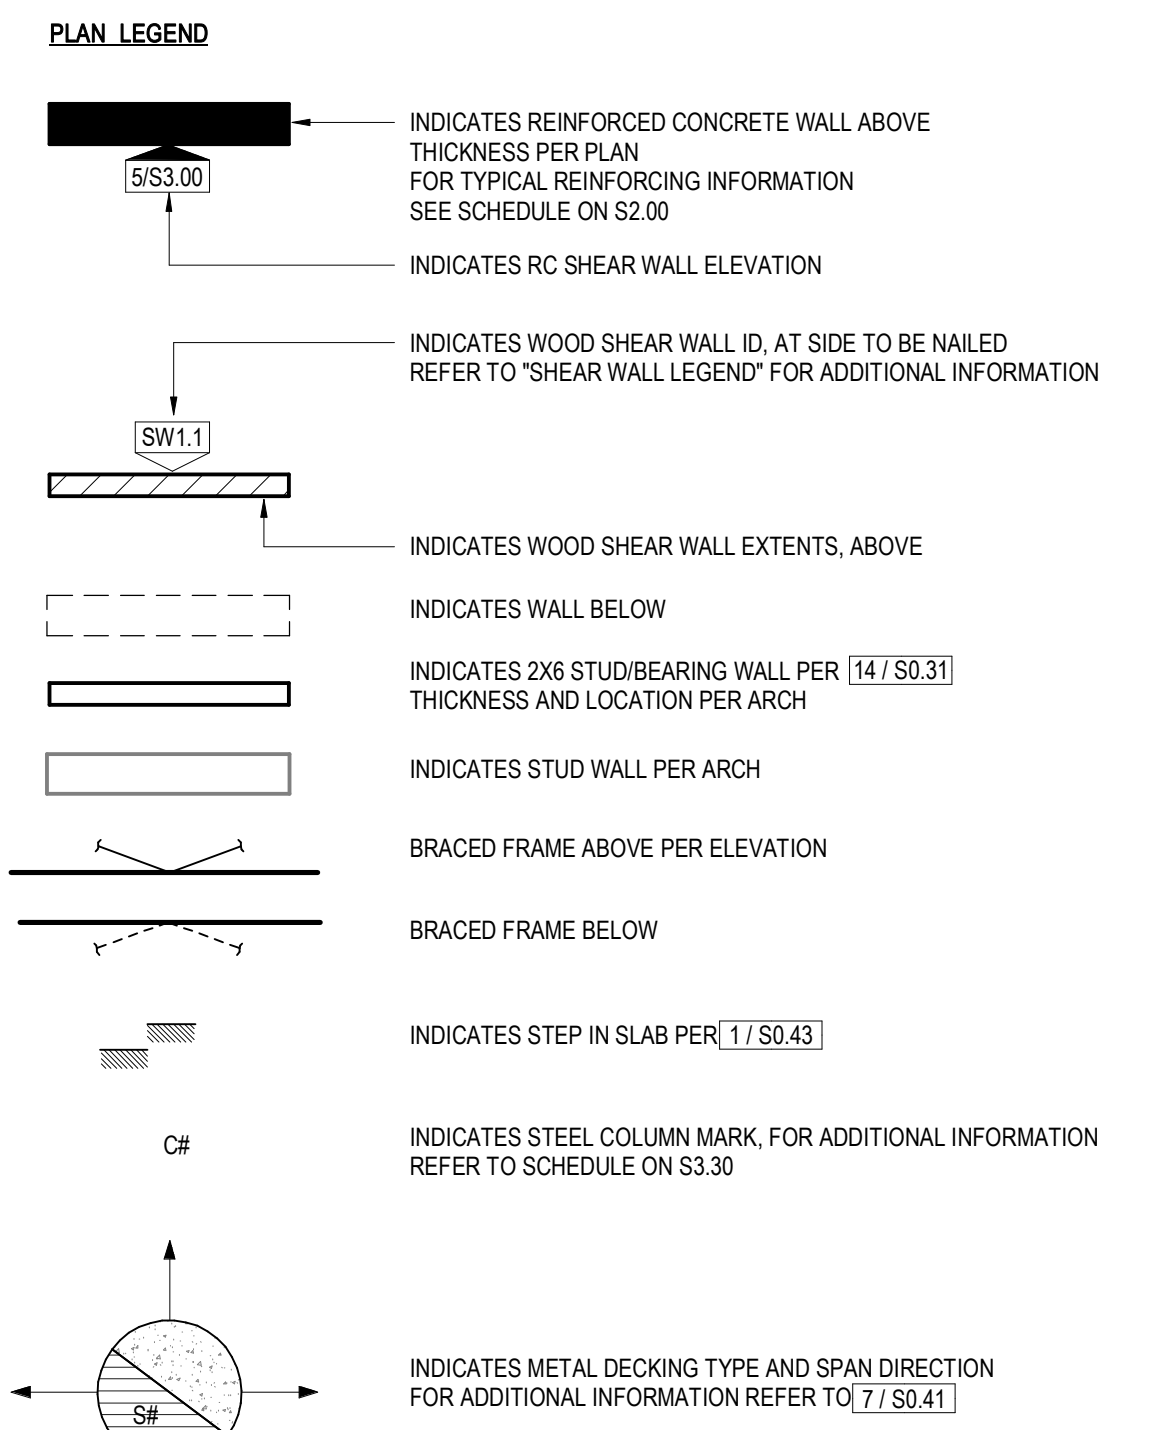 PLAN LEGEND
INDICATES REINFORCED CONCRETE WALL ABOVE
THICKNESS PER PLAN
5/S3.00
FOR TYPICAL REINFORCING INFORMATION
SEE SCHEDULE ON S2.00
INDICATES RC SHEAR WALL ELEVATION
INDICATES WOOD SHEAR WALL ID, AT SIDE TO BE NAILED
REFER TO "SHEAR WALL LEGEND" FOR ADDITIONAL INFORMATION
SW1.1
INDICATES WOOD SHEAR WALL EXTENTS, ABOVE
INDICATES WALL BELOW
INDICATES 2X6 STUD/BEARING WALL PER 14 / S0.31
THICKNESS AND LOCATION PER ARCH
INDICATES STUD WALL PER ARCH
BRACED FRAME ABOVE PER ELEVATION
BRACED FRAME BELOW
INDICATES STEP IN SLAB PER 1 / S0.43
C#
INDICATES STEEL COLUMN MARK, FOR ADDITIONAL INFORMATION
REFER TO SCHEDULE ON S3.30
INDICATES METAL DECKING TYPE AND SPAN DIRECTION
FOR ADDITIONAL INFORMATION REFER TO 7 / S0.41
S#